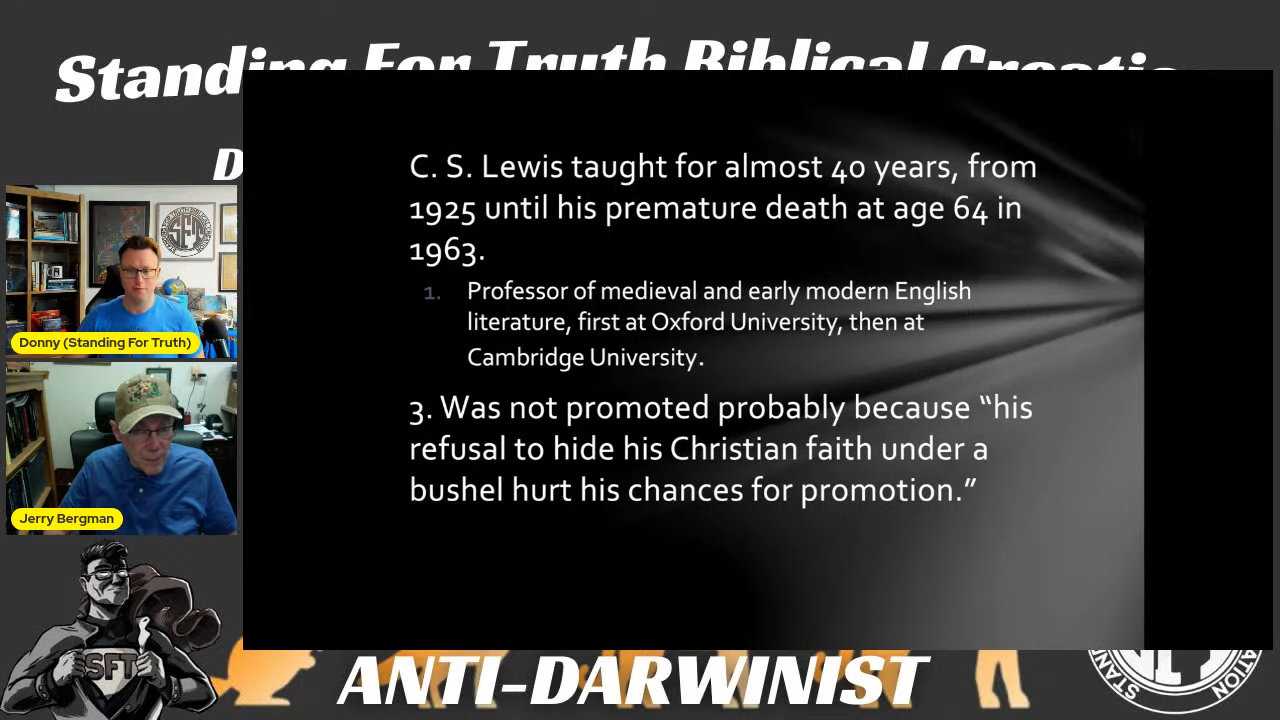 Standing For Truth Biblical Creatio
D
C. S. Lewis taught for almost 40 years, from
1925 until his premature death at age 64 in
1963.
1. Professor of medieval and early modern English
literature, first at Oxford University, then at
Cambridge University.
3. Was not promoted probably because “his
refusal to hide his Christian faith under a
bushel hurt his chances for promotion.”
SFT
Donny (Standing For Truth)
Jerry Bergman
SFT
ANTI-DARWINIST